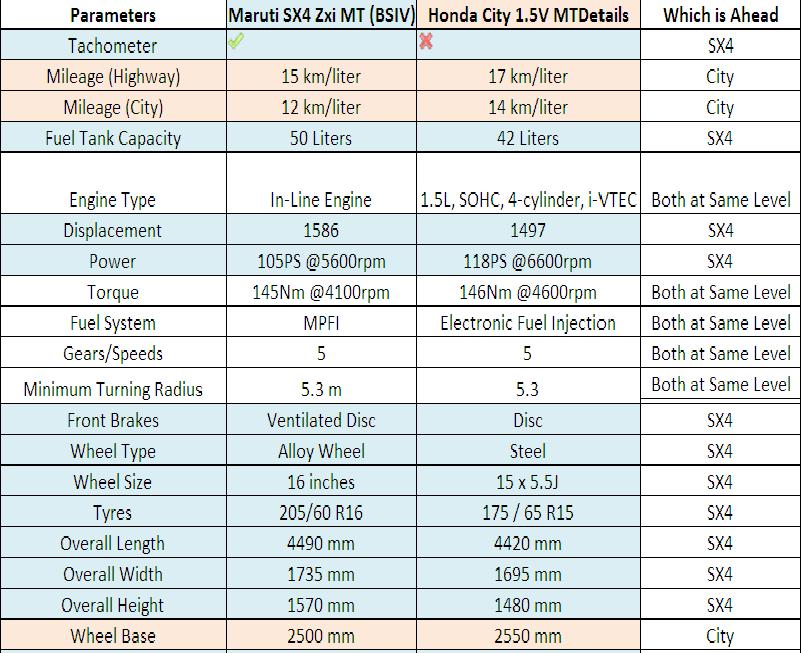 Parameters Maruti SX4 Zxi MT (BSIV) Honda City 1.5V MTDetails Which is Ahead
Tachometer SX4
Mileage (Highway) 15 km/liter 17 km/liter City
Mileage (City) 12 km/liter 14 km/liter City
Fuel Tank Capacity 50 Liters 42 Liters SX4
Engine Type In-Line Engine 1.5L, SOHC, 4-cylinder, i-VTEC Both at Same Level
Displacement 1586 1497 SX4
Power 105PS @5600rpm 118PS @6600rpm SX4
Torque 145Nm @4100rpm 146Nm @4600rpm Both at Same Level
Fuel System MPFI Electronic Fuel Injection Both at Same Level
Gears/Speeds 5 5 Both at Same Level
Minimum Turning Radius 5.3 m 5.3 Both at Same Level
Front Brakes Ventilated Disc Disc SX4
Wheel Type Alloy Wheel Steel SX4
Wheel Size 16 inches 15 x 5.5J SX4
Tyres 205/60 R16 175 / 65 R15 SX4
Overall Length 4490 mm 4420 mm SX4
Overall Width 1735 mm 1695 mm SX4
Overall Height 1570 mm 1480 mm SX4
Wheel Base 2500 mm 2550 mm City